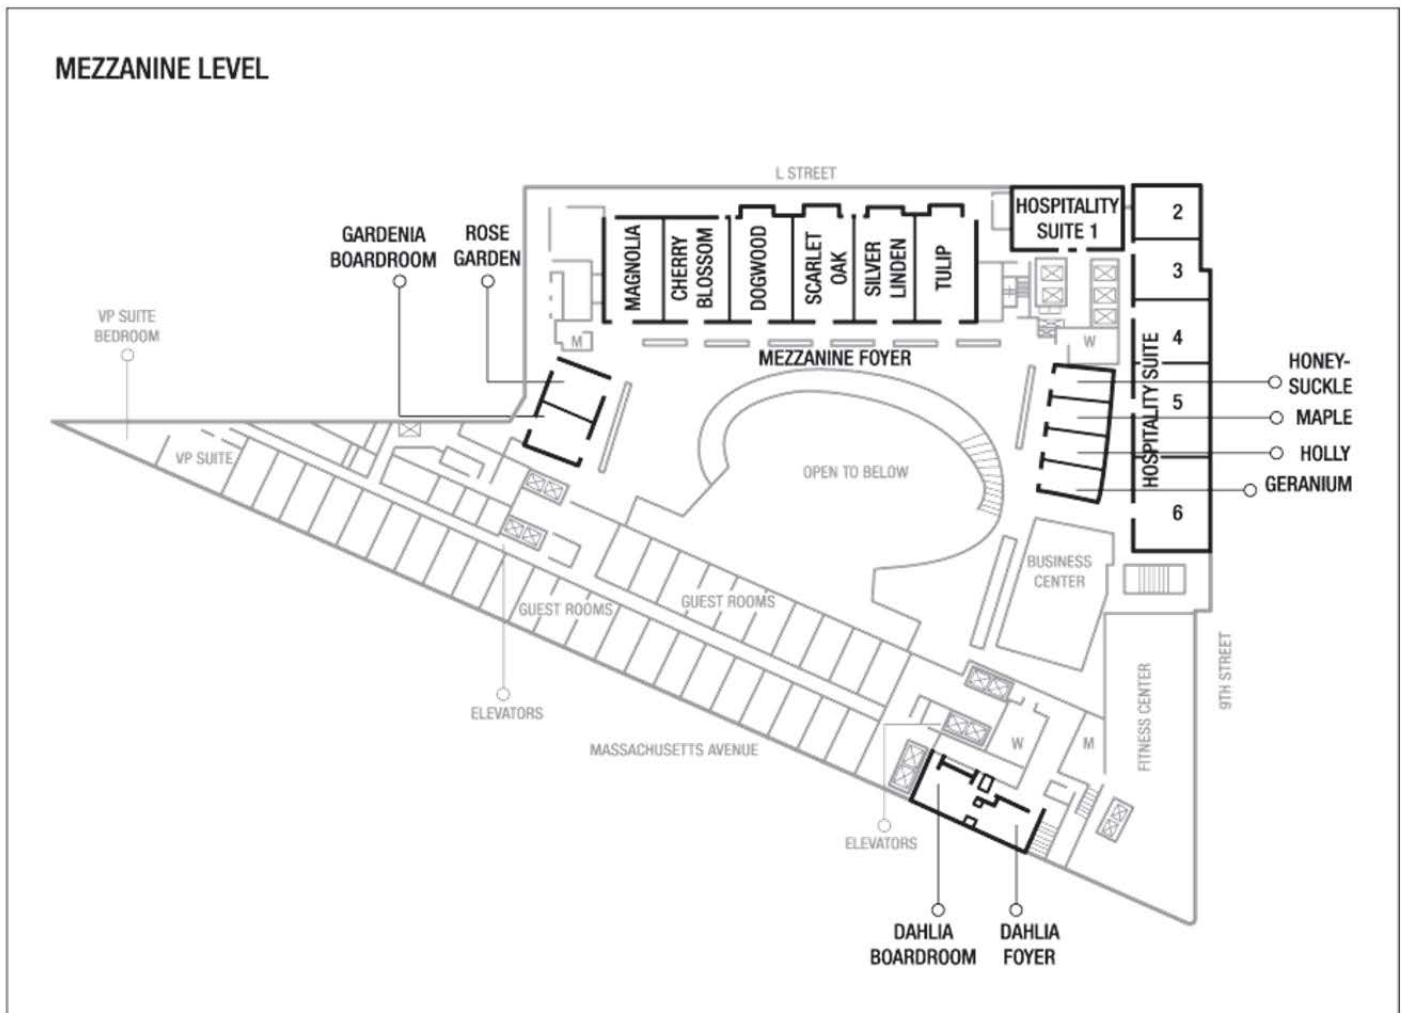 MEZZANINE LEVEL
L STREET
HOSPITALITY
SUITE 1
2
3
4
5
6
HOSPITALITY SUITE
GARDENIA
BOARDROOM
ROSE
GARDEN
MAGNOLIA
CHERRY
BLOSSOM
DOGWOOD
SCARLET
OAK
SILVER
LINDEN
TULIP
VP SUITE
BEDROOM
M
W
MEZZANINE FOYER
HONEY-
SUCKLE
MAPLE
HOLLY
GERANIUM
VP SUITE
OPEN TO BELOW
BUSINESS
CENTER
GUEST ROOMS
GUEST ROOMS
ELEVATORS
MASSACHUSETTS AVENUE
W
M
FITNESS CENTER
9TH STREET
ELEVATORS
DAHLIA
BOARDROOM
DAHLIA
FOYER